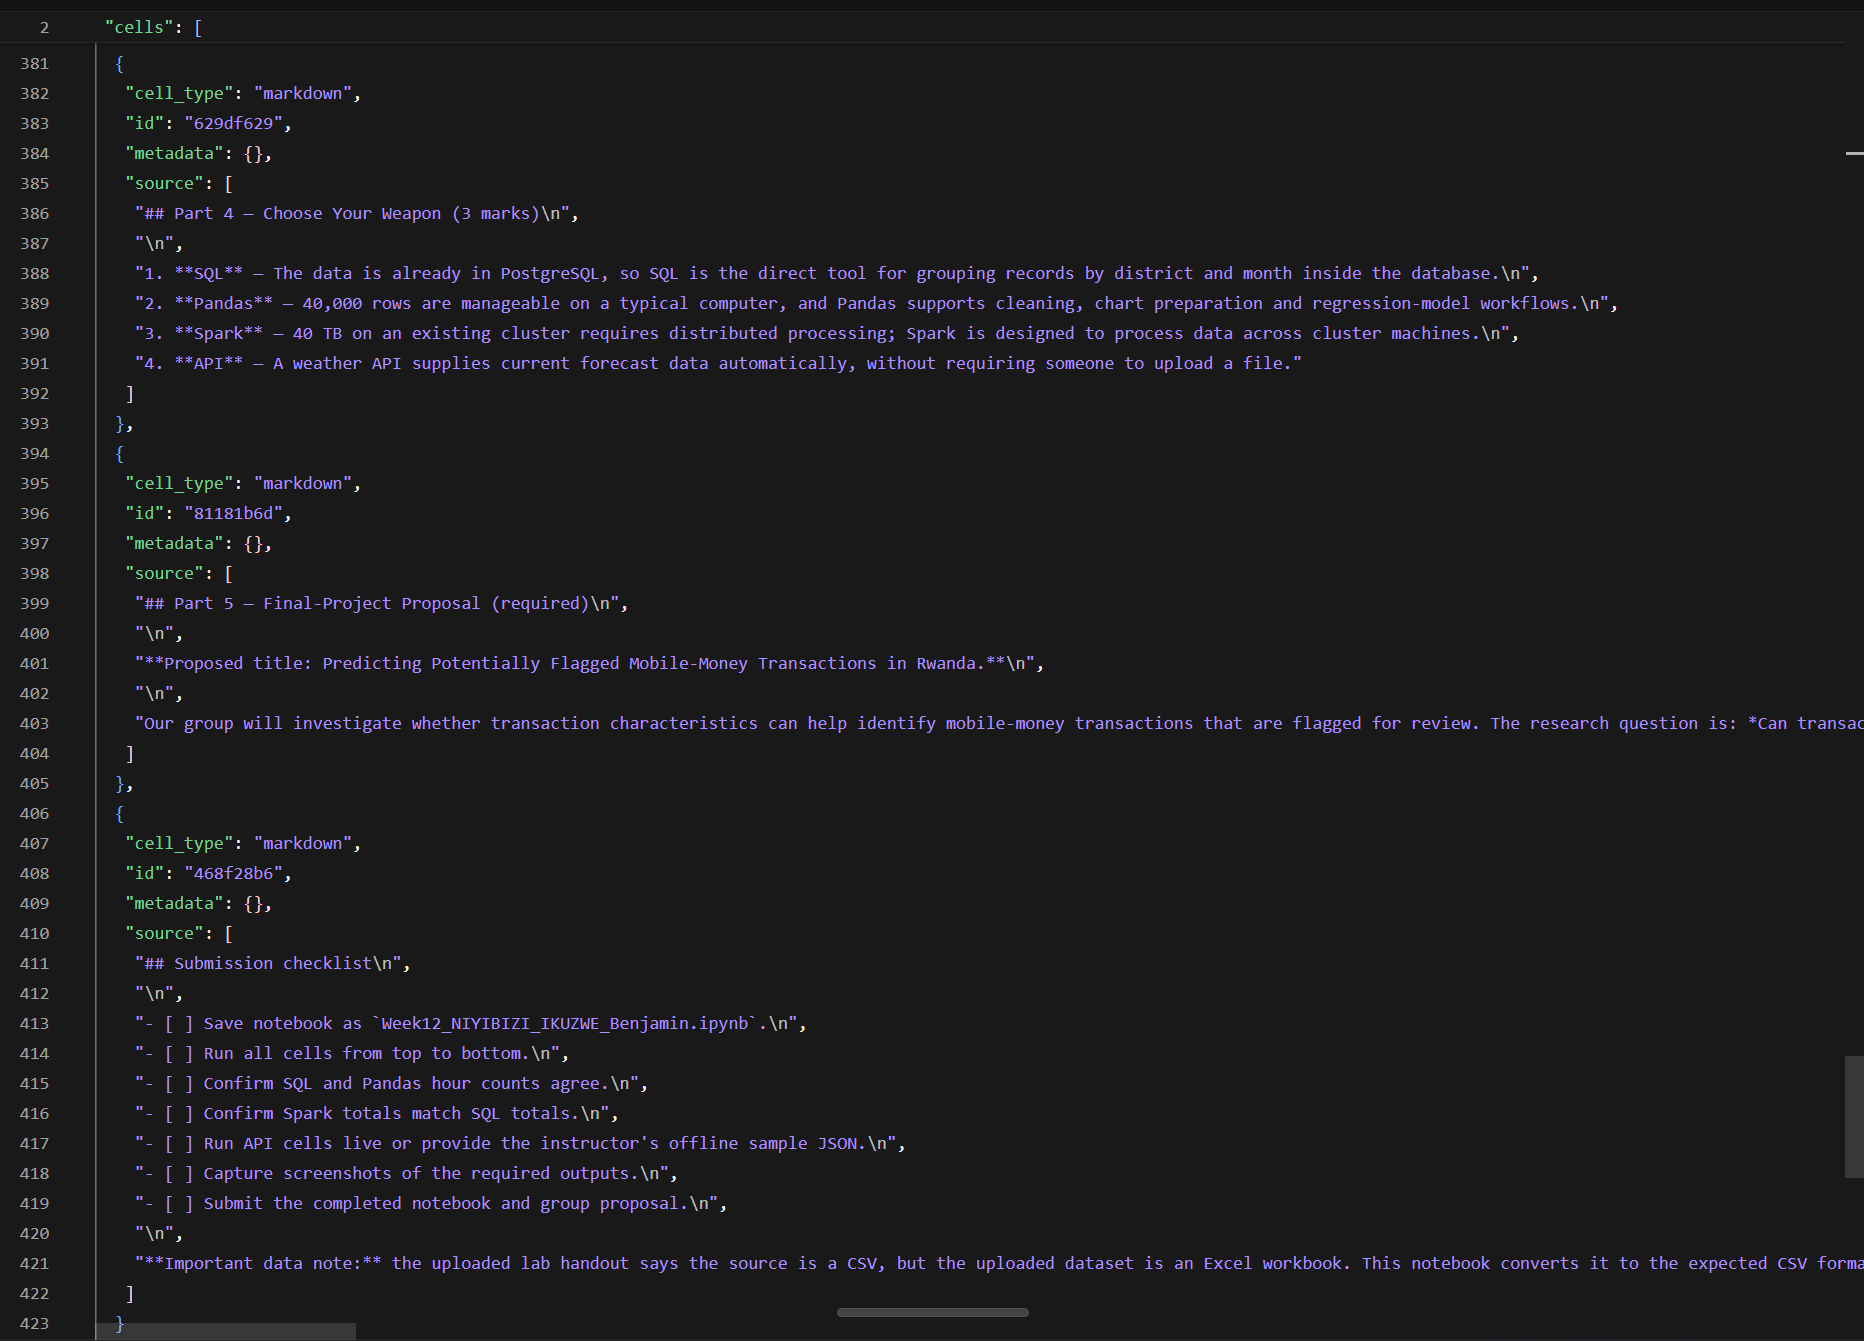 2 "cells": [
381 {
382 "cell_type": "markdown",
383 "id": "629df629",
384 "metadata": {},
385 "source": [
386 "## Part 4 — Choose Your Weapon (3 marks)\n",
387 "\n",
388 "1. **SQL** — The data is already in PostgreSQL, so SQL is the direct tool for grouping records by district and month inside the database.\n",
389 "2. **Pandas** — 40,000 rows are manageable on a typical computer, and Pandas supports cleaning, chart preparation and regression-model workflows.\n",
390 "3. **Spark** — 40 TB on an existing cluster requires distributed processing; Spark is designed to process data across cluster machines.\n",
391 "4. **API** — A weather API supplies current forecast data automatically, without requiring someone to upload a file."
392 ]
393 },
394 {
395 "cell_type": "markdown",
396 "id": "81181b6d",
397 "metadata": {},
398 "source": [
399 "## Part 5 — Final-Project Proposal (required)\n",
400 "\n",
401 "**Proposed title: Predicting Potentially Flagged Mobile-Money Transactions in Rwanda.**\n",
402 "\n",
403 "Our group will investigate whether transaction characteristics can help identify mobile-money transactions that are flagged for review. The research question is: *Can transac
404 ]
405 },
406 {
407 "cell_type": "markdown",
408 "id": "468f28b6",
409 "metadata": {},
410 "source": [
411 "## Submission checklist\n",
412 "\n",
413 "- [ ] Save notebook as `Week12_NIYIBIZI_IKUZWE_Benjamin.ipynb`.\n",
414 "- [ ] Run all cells from top to bottom.\n",
415 "- [ ] Confirm SQL and Pandas hour counts agree.\n",
416 "- [ ] Confirm Spark totals match SQL totals.\n",
417 "- [ ] Run API cells live or provide the instructor's offline sample JSON.\n",
418 "- [ ] Capture screenshots of the required outputs.\n",
419 "- [ ] Submit the completed notebook and group proposal.\n",
420 "\n",
421 "**Important data note:** the uploaded lab handout says the source is a CSV, but the uploaded dataset is an Excel workbook. This notebook converts it to the expected CSV forma
422 ]
423 }